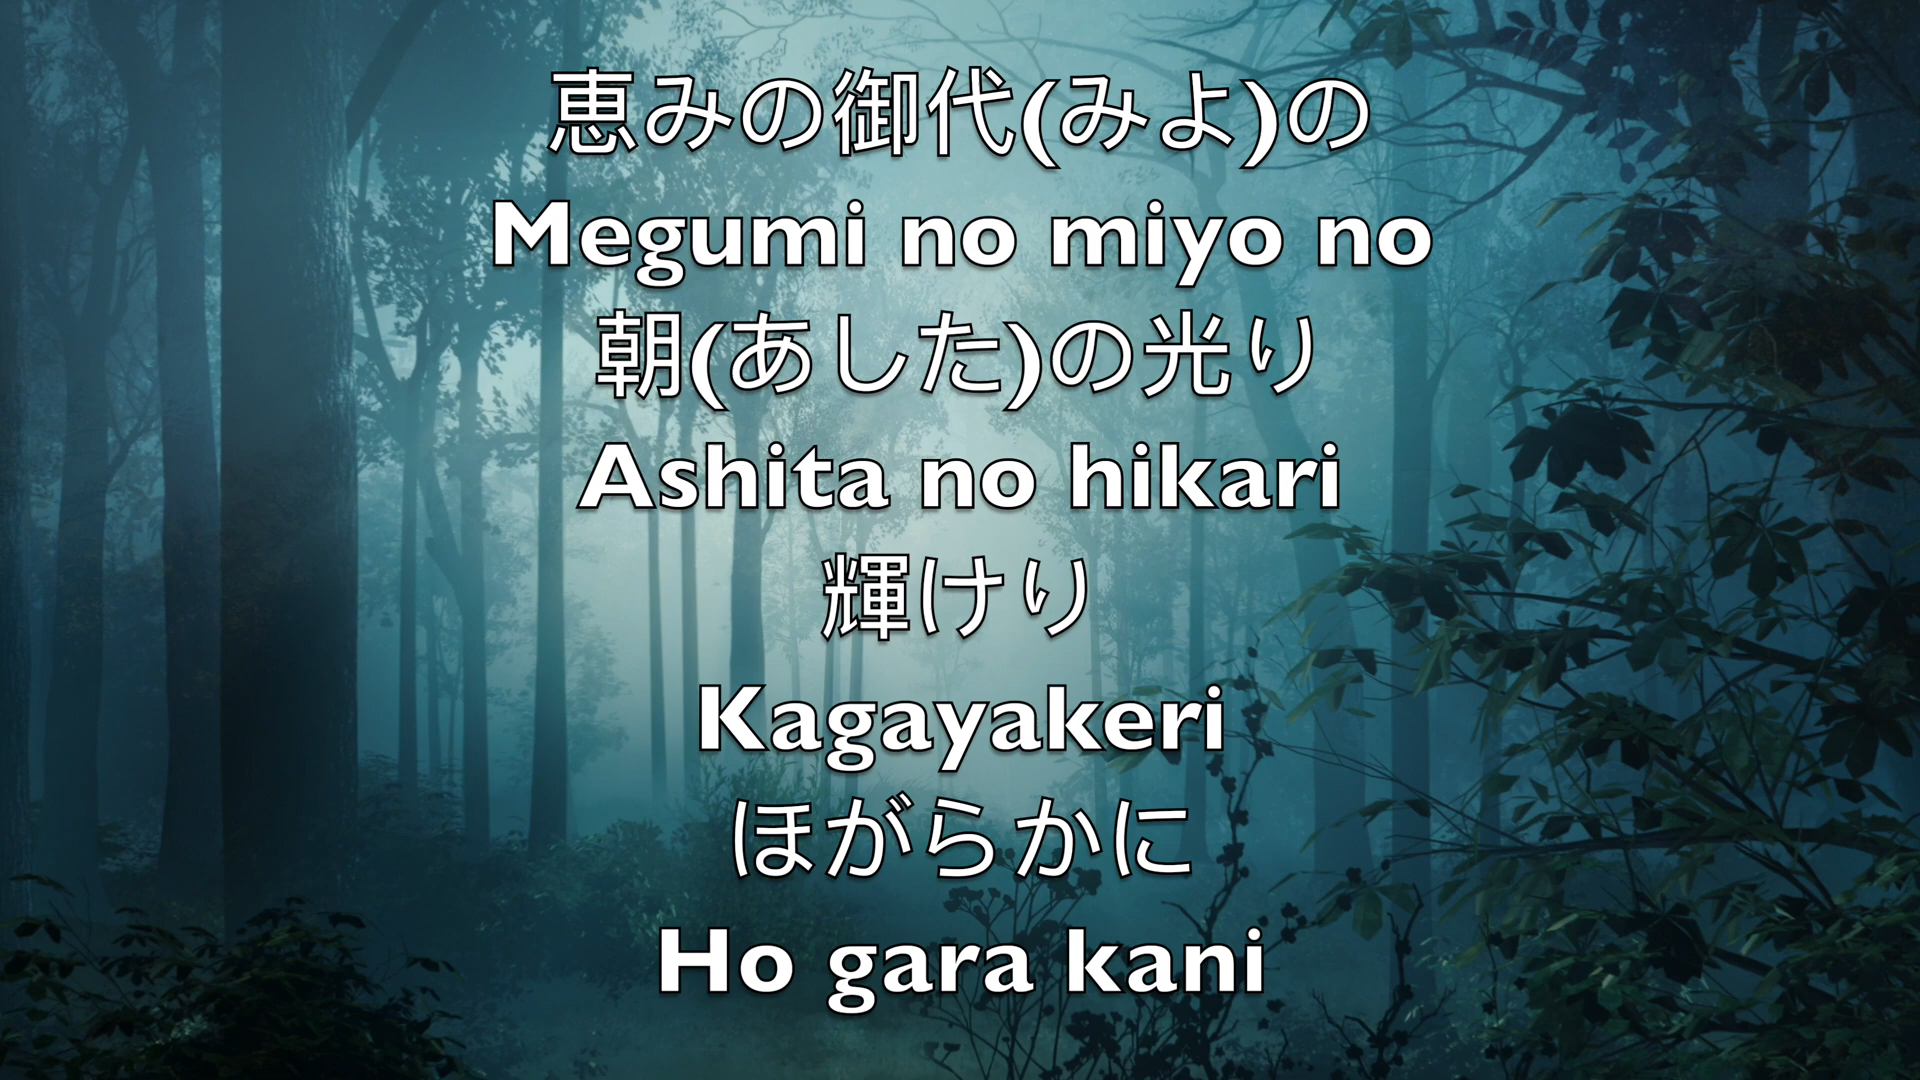 恵みの御代(みよ)の
Megumi no miyo no
朝(あした)の光り
Ashita no hikari
輝けり
Kagayakeri
ほがらかに
Ho gara kani